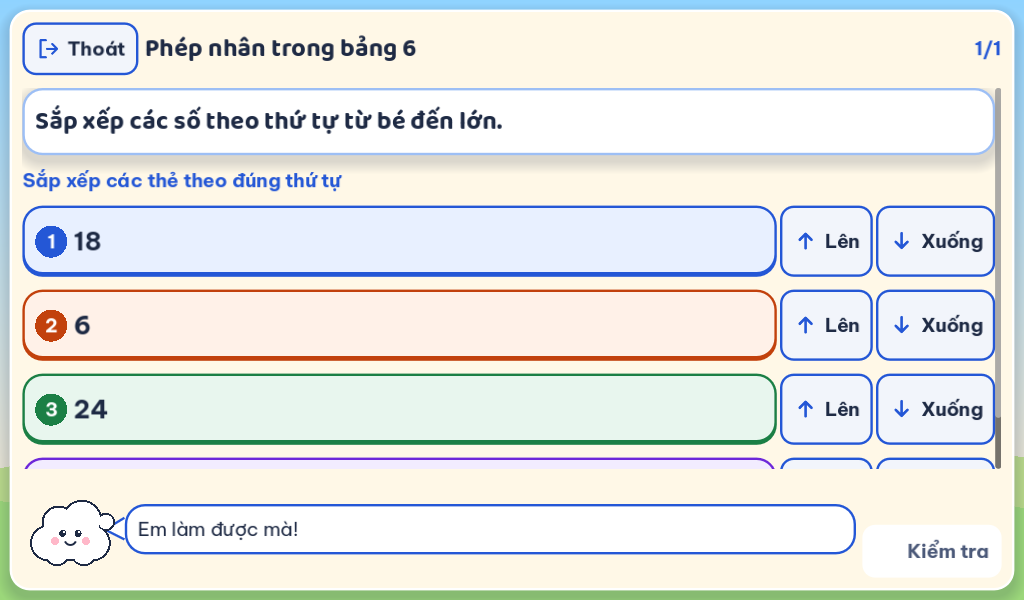 Thoát
Phép nhân trong bảng 6
1/1
Sắp xếp các số theo thứ tự từ bé đến lớn.
Sắp xếp các thẻ theo đúng thứ tự
1 18 Lên Xuống
2 6 Lên Xuống
3 24 Lên Xuống
Em làm được mà!
Kiểm tra